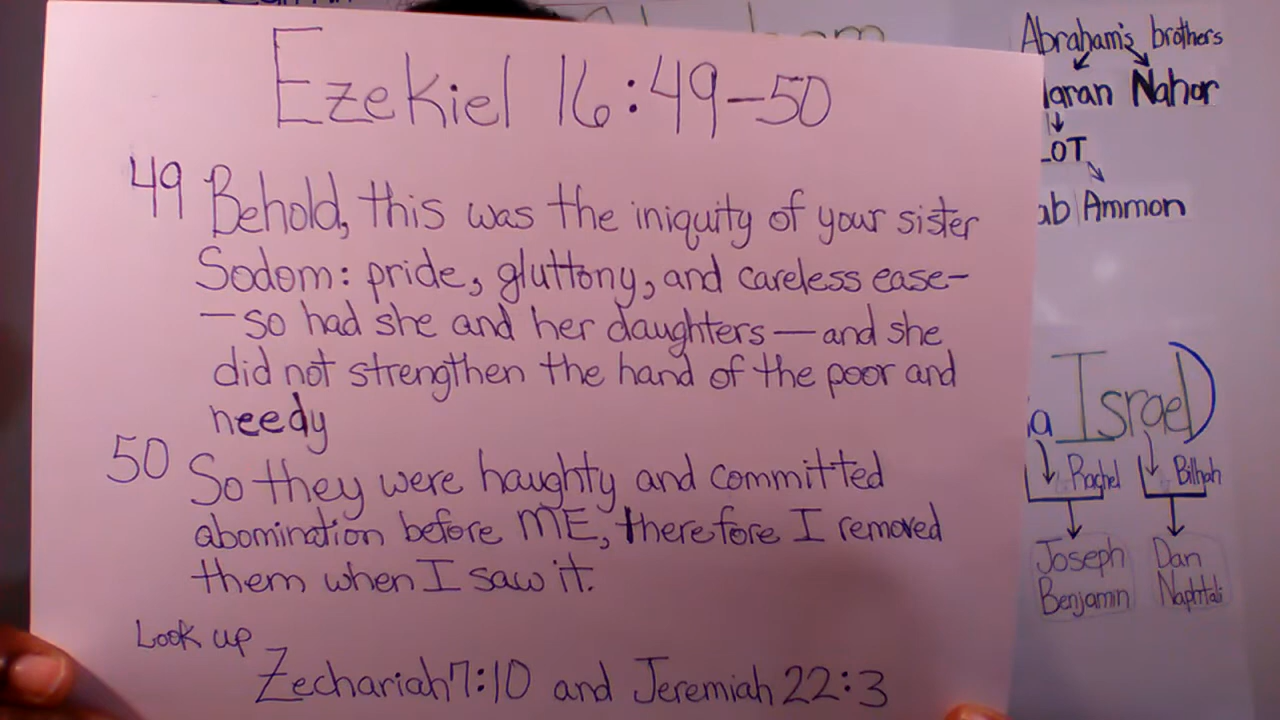 Ezekiel 16:49-50
49 Behold, this was the iniquity of your sister
Sodom: pride, gluttony, and careless ease-
-so had she and her daughters-and she
did not strengthen the hand of the poor and
needy
50 So they were haughty and committed
abomination before ME, therefore I removed
them when I saw it.
Look up
Zechariah 7:10 and Jeremiah 22:3
Abraham's brothers
Nahor
LOT
Ammon
Israel
Rachel Bilhah
Joseph Dan
Benjamin Naphtali